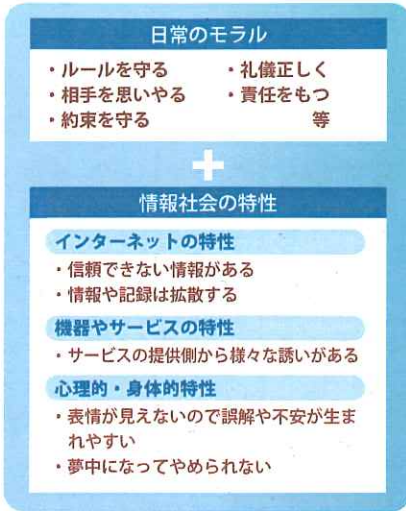 日常のモラル
・ルールを守る ・礼儀正しく
・相手を思いやる ・責任をもつ
・約束を守る 等
+
情報社会の特性
インターネットの特性
・信頼できない情報がある
・情報や記録は拡散する
機器やサービスの特性
・サービスの提供側から様々な誘いがある
心理的・身体的特性
・表情が見えないので誤解や不安が生ま
れやすい
・夢中になってやめられない